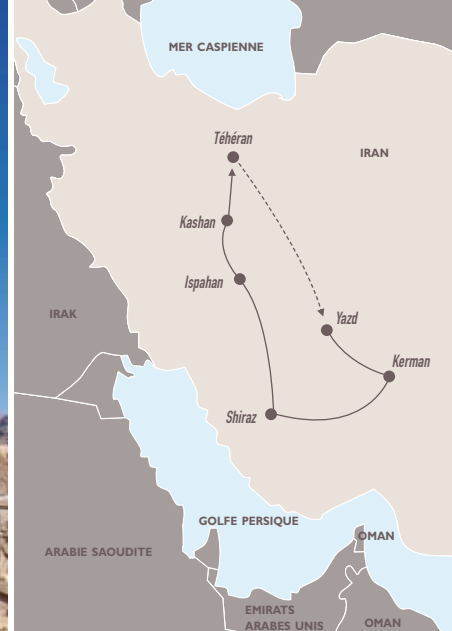 MER CASPIENNE
Téhéran
IRAN
Kashan
Ispahan
IRAK
Yazd
Kerman
Shiraz
GOLFE PERSIQUE
OMAN
ARABIE SAOUDITE
EMIRATS
ARABES UNIS
OMAN